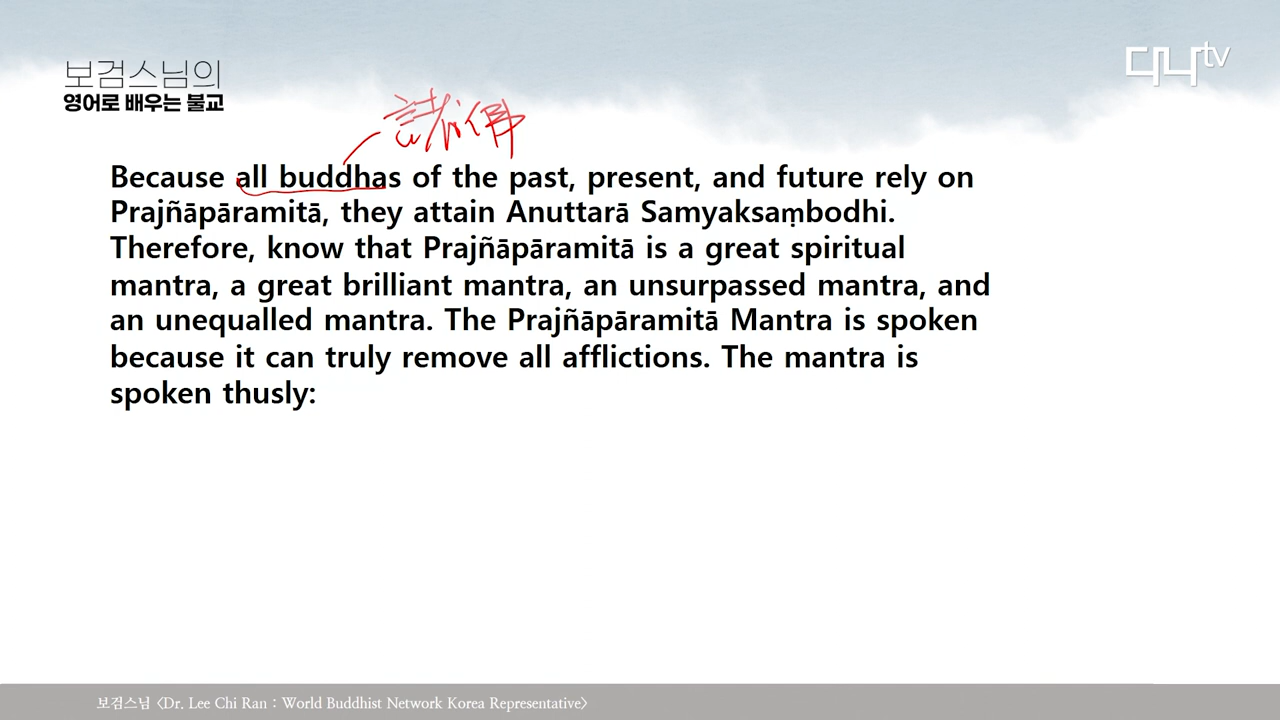 보검스님의
영어로 배우는 불교
다나tv
諸佛
Because all buddhas of the past, present, and future rely on
Prajñāpāramitā, they attain Anuttarā Samyaksaṃbodhi.
Therefore, know that Prajñāpāramitā is a great spiritual
mantra, a great brilliant mantra, an unsurpassed mantra, and
an unequalled mantra. The Prajñāpāramitā Mantra is spoken
because it can truly remove all afflictions. The mantra is
spoken thusly:
보검스님 <Dr. Lee Chi Ran : World Buddhist Network Korea Representative>